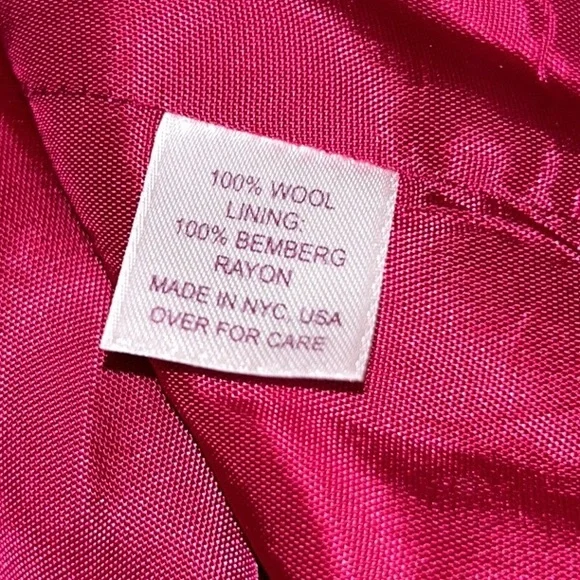 100% WOOL
LINING:
100% BEMBERG
RAYON
MADE IN NYC, USA
OVER FOR CARE